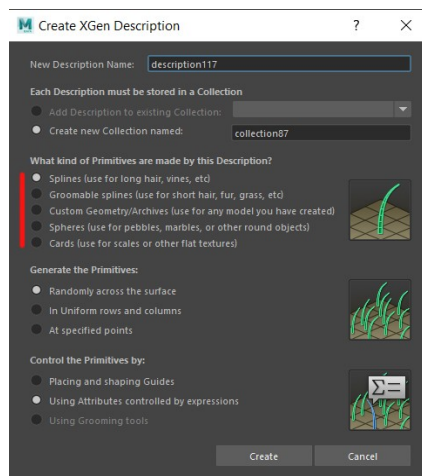 Create XGen Description
New Description Name: description117
Each Description must be stored in a Collection
Add Description to existing Collection:
Create new Collection named: collection87
What kind of Primitives are made by this Description?
Splines (use for long hair, vines, etc)
Groomable splines (use for short hair, fur, grass, etc)
Custom Geometry/Archives (use for any model you have created)
Spheres (use for pebbles, marbles, or other round objects)
Cards (use for scales or other flat textures)
Generate the Primitives:
Randomly across the surface
In Uniform rows and columns
At specified points
Control the Primitives by:
Placing and shaping Guides
Using Attributes controlled by expressions
Using Grooming tools
Σ=
Create Cancel